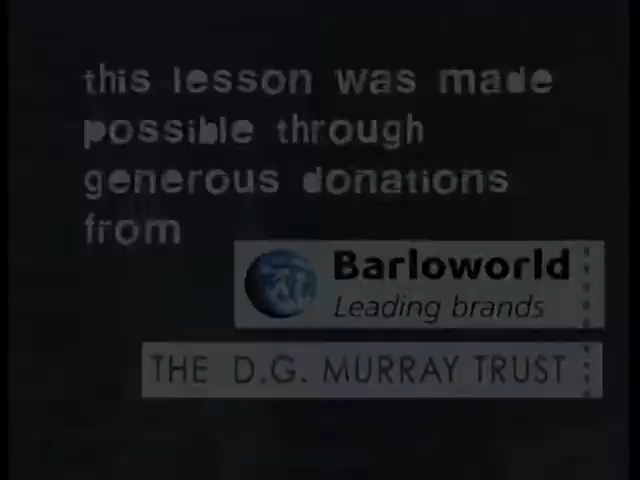 this lesson was made
possible through
generous donations
from
Barloworld
Leading brands
THE D.G. MURRAY TRUST